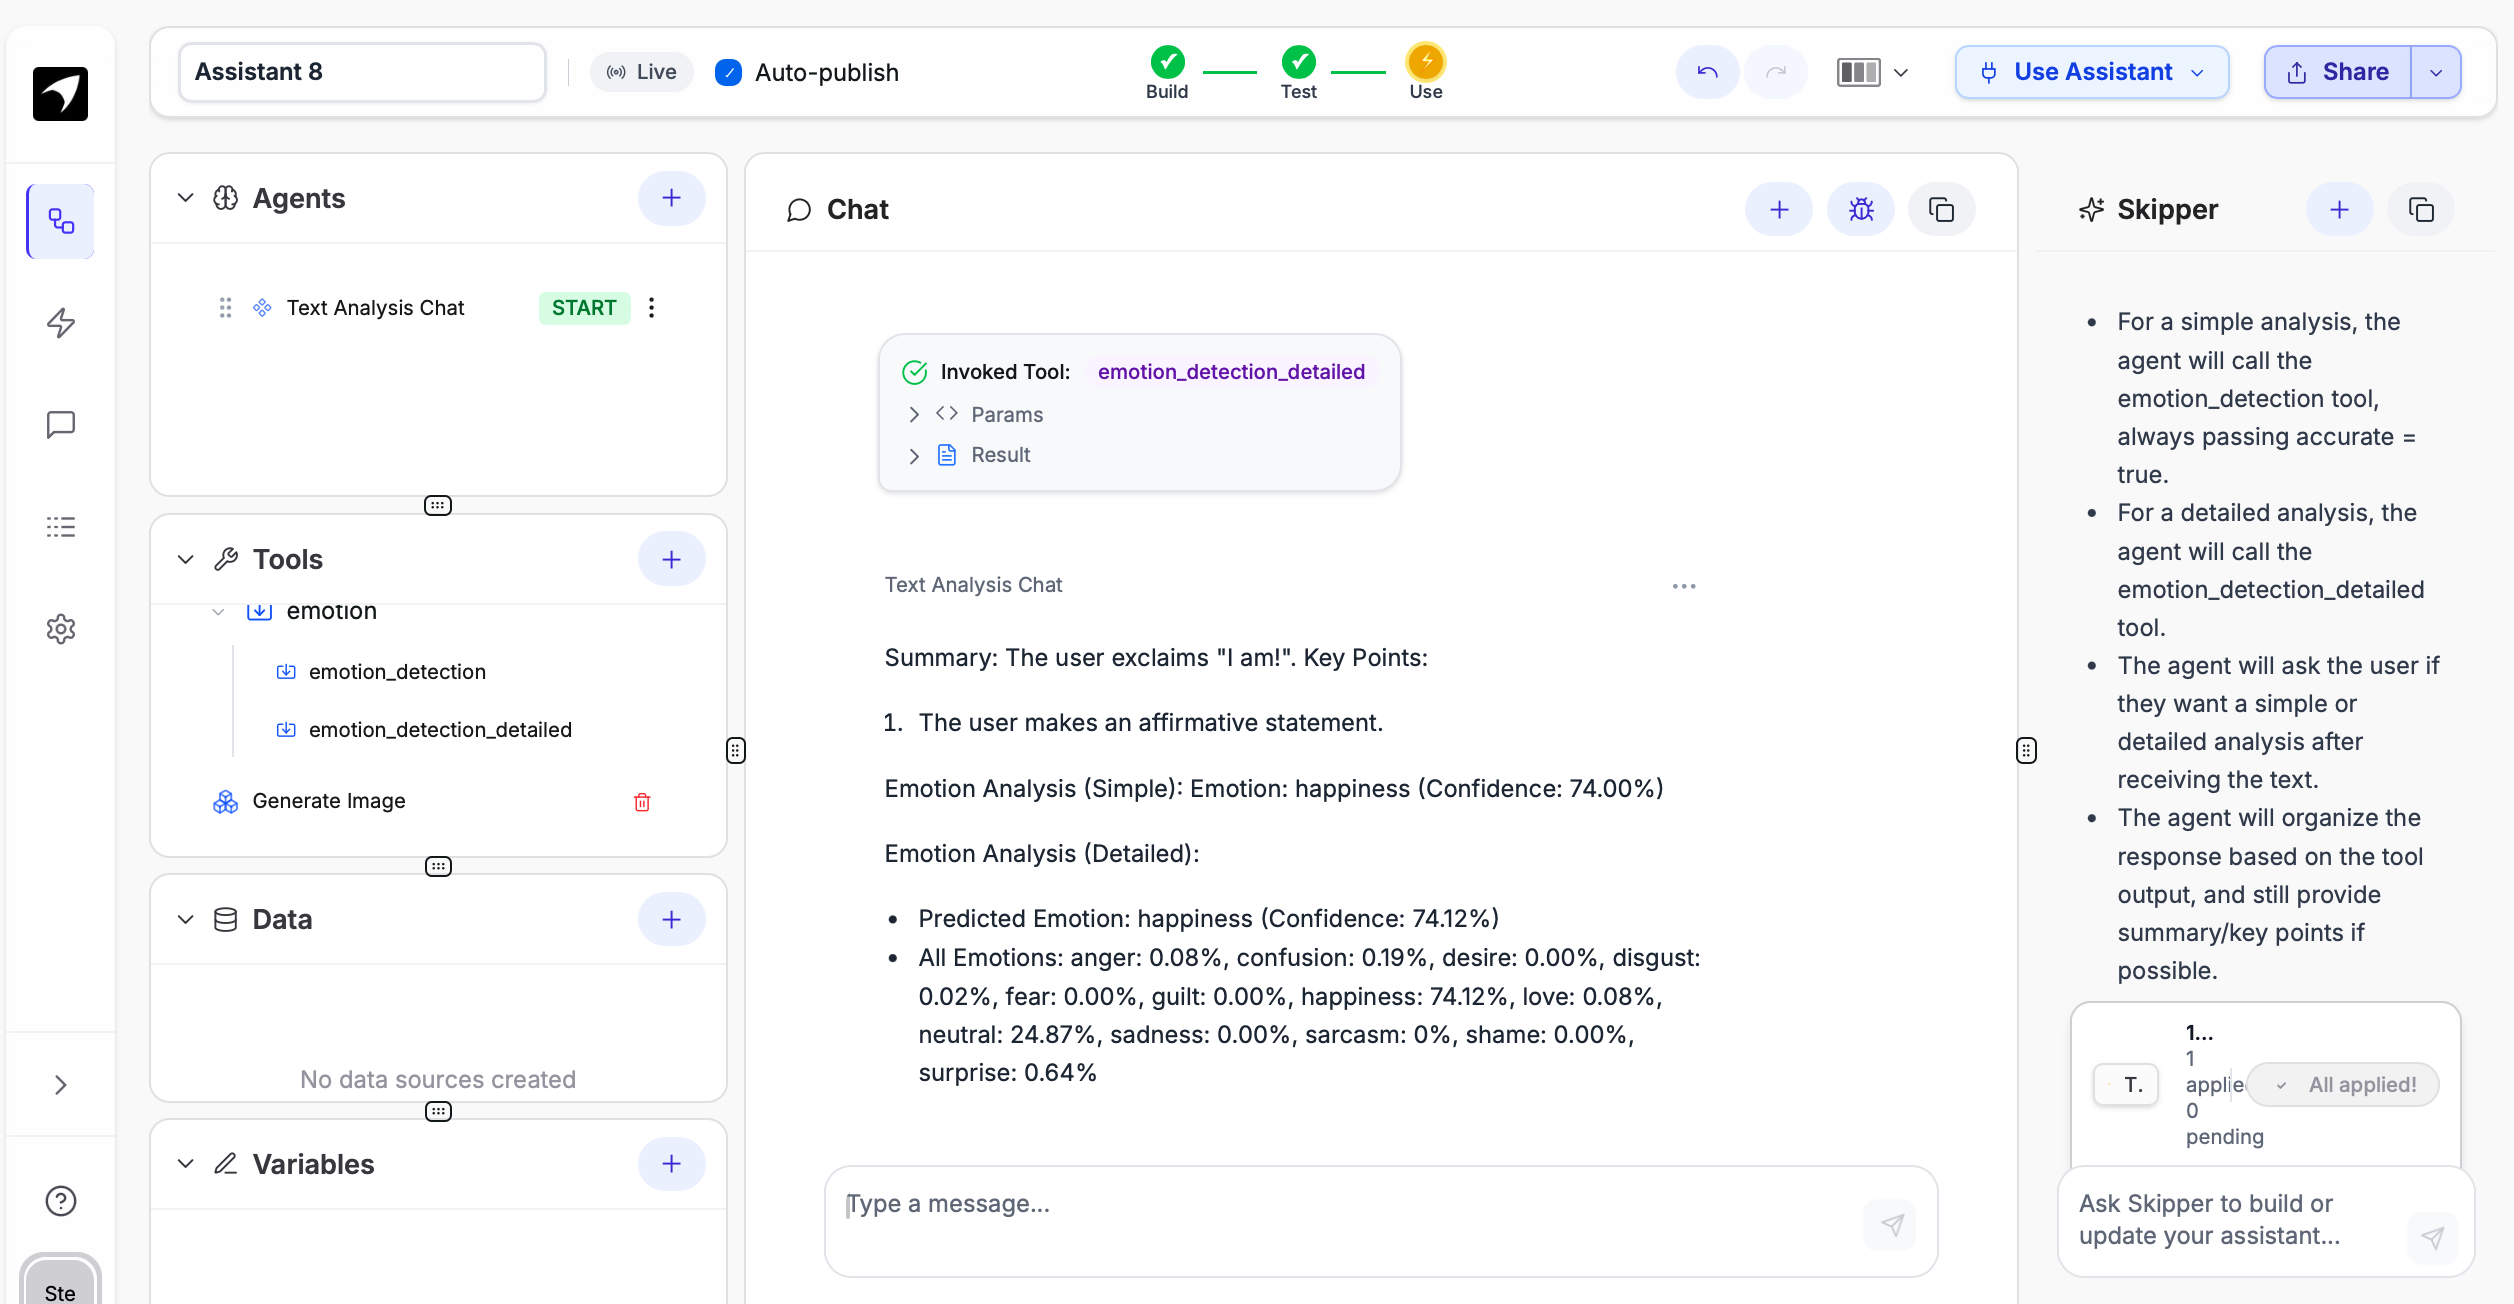 Assistant 8
Live
Auto-publish
Build
Test
Use
Use Assistant
Share
Agents
Text Analysis Chat
START
Tools
emotion
emotion_detection
emotion_detection_detailed
Generate Image
Data
No data sources created
Variables
Ste
Chat
Invoked Tool: emotion_detection_detailed
Params
Result
Text Analysis Chat
Summary: The user exclaims "I am!". Key Points:
1. The user makes an affirmative statement.
Emotion Analysis (Simple): Emotion: happiness (Confidence: 74.00%)
Emotion Analysis (Detailed):
• Predicted Emotion: happiness (Confidence: 74.12%)
• All Emotions: anger: 0.08%, confusion: 0.19%, desire: 0.00%, disgust:
0.02%, fear: 0.00%, guilt: 0.00%, happiness: 74.12%, love: 0.08%,
neutral: 24.87%, sadness: 0.00%, sarcasm: 0%, shame: 0.00%,
surprise: 0.64%
Type a message...
Skipper
• For a simple analysis, the
agent will call the
emotion_detection tool,
always passing accurate =
true.
• For a detailed analysis, the
agent will call the
emotion_detection_detailed
tool.
• The agent will ask the user if
they want a simple or
detailed analysis after
receiving the text.
• The agent will organize the
response based on the tool
output, and still provide
summary/key points if
possible.
T.
1...
1
applie
0
pending
All applied!
Ask Skipper to build or
update your assistant...